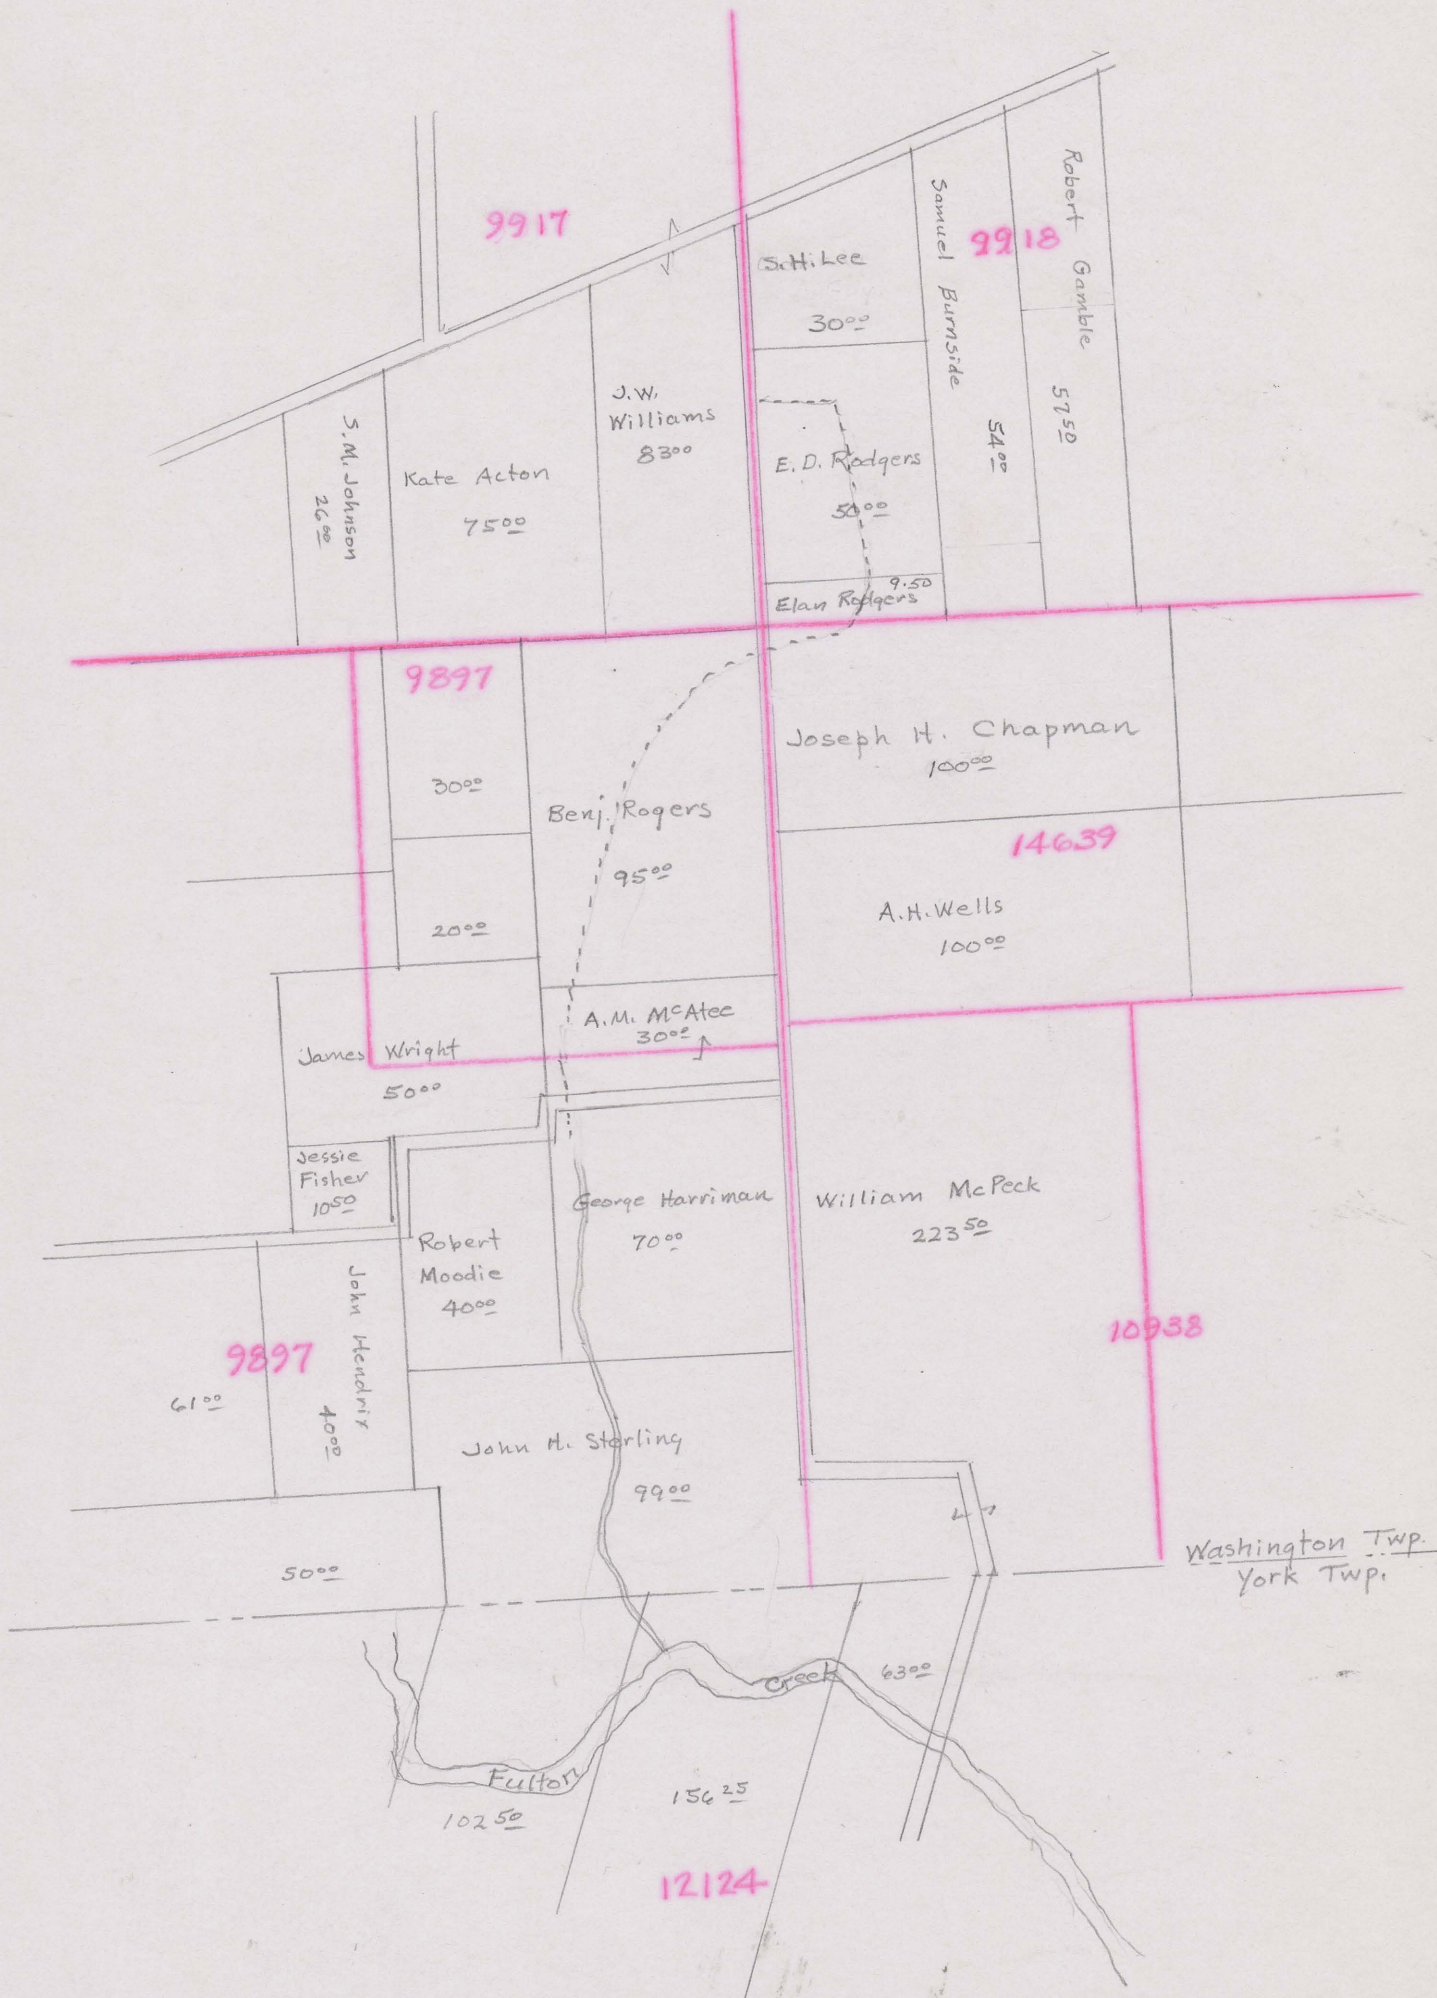 9917
9918
S.H. Lee
30 00
Samuel Burnside
54 00
Robert Gamble
57 50
S.M. Johnson
26 00
Kate Acton
75 00
J.W.
Williams
83 00
E.D. Rodgers
50 00
9.50
Elan Rodgers
9897
30 00
20 00
Benj. Rogers
95 00
Joseph H. Chapman
100 00
14639
A.H. Wells
100 00
A.M. McAtee
30 00
James Wright
50 00
Jessie
Fisher
10 50
Robert
Moodie
40 00
George Harriman
70 00
William McPeck
223 50
10938
9897
61 00
John Hendrix
40 00
John H. Sterling
99 00
50 00
Washington Twp.
York Twp.
63 00
Fulton Creek
102 50
156 25
12124